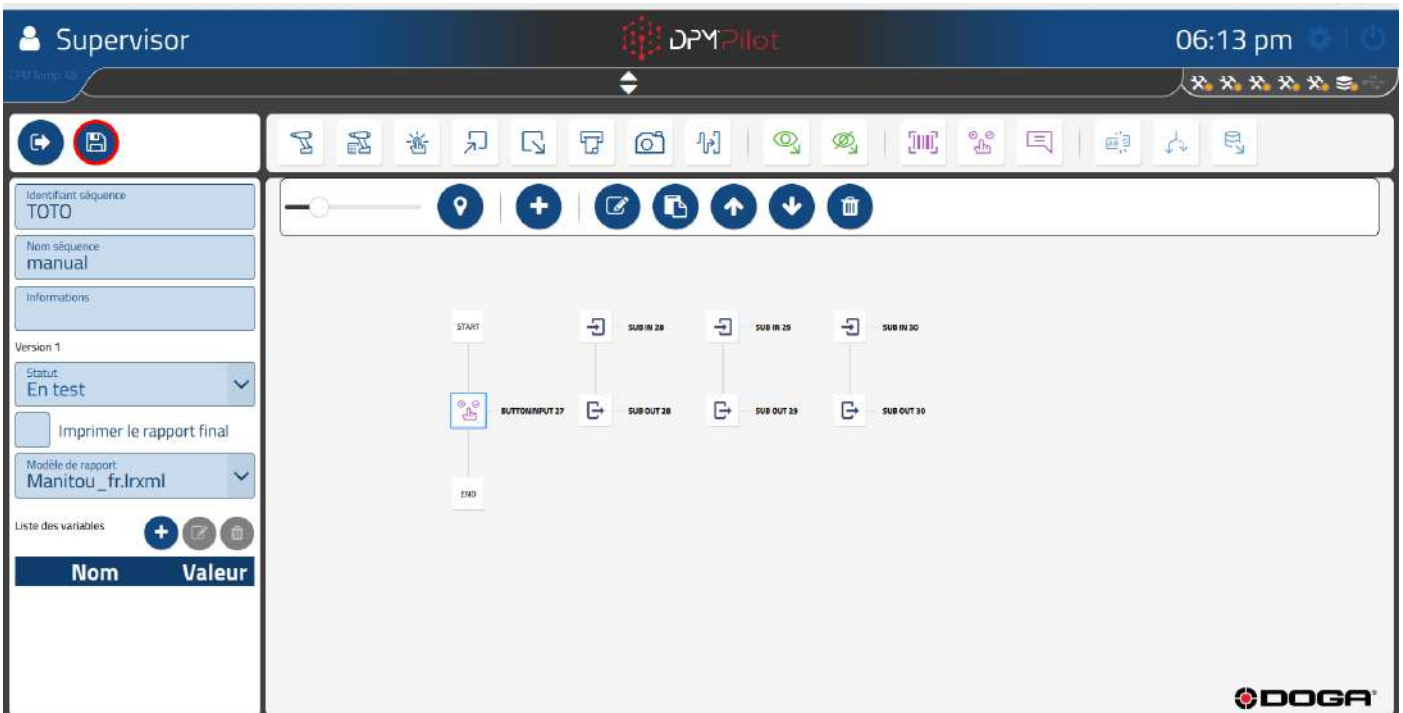 Supervisor
DPMPilot
06:13 pm
Identifiant séquence
TOTO
Nom séquence
manual
Informations
Version 1
Statut
En test
Imprimer le rapport final
Modèle de rapport
Manitou_fr.lrxml
Liste des variables
Nom Valeur
START
SUB IN 28
SUB IN 29
SUB IN 30
BUTTONINPUT 27
SUB OUT 28
SUB OUT 29
SUB OUT 30
END
DOGA